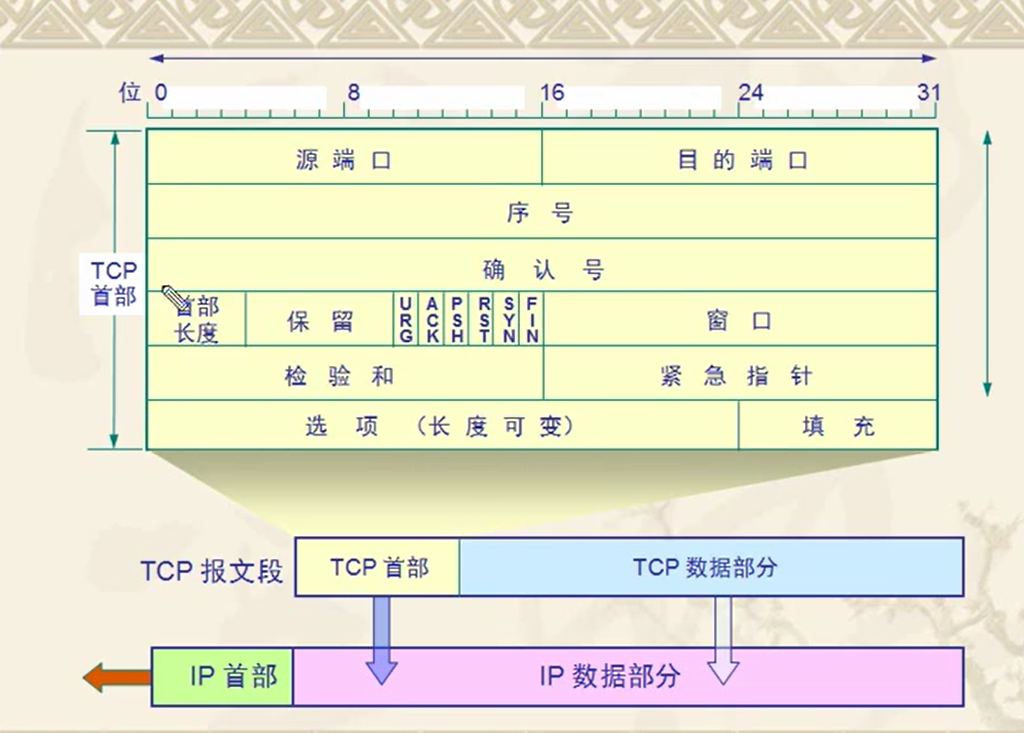 位 0 8 16 24 31
源端口 目的端口
序号
确认号
TCP
首部
首部
长度
保留
URG
ACK
PSH
RST
SYN
FIN
窗口
检验和 紧急指针
选项（长度可变） 填充
TCP 报文段 TCP 首部 TCP 数据部分
IP 首部 IP 数据部分